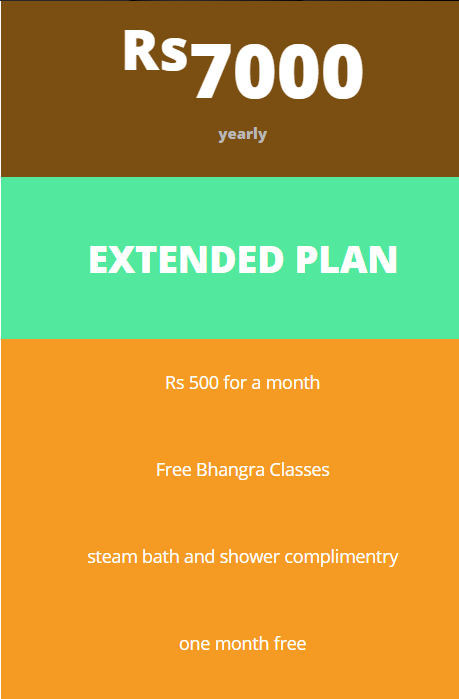 Rs7000
yearly
EXTENDED PLAN
Rs 500 for a month
Free Bhangra Classes
steam bath and shower complimentry
one month free